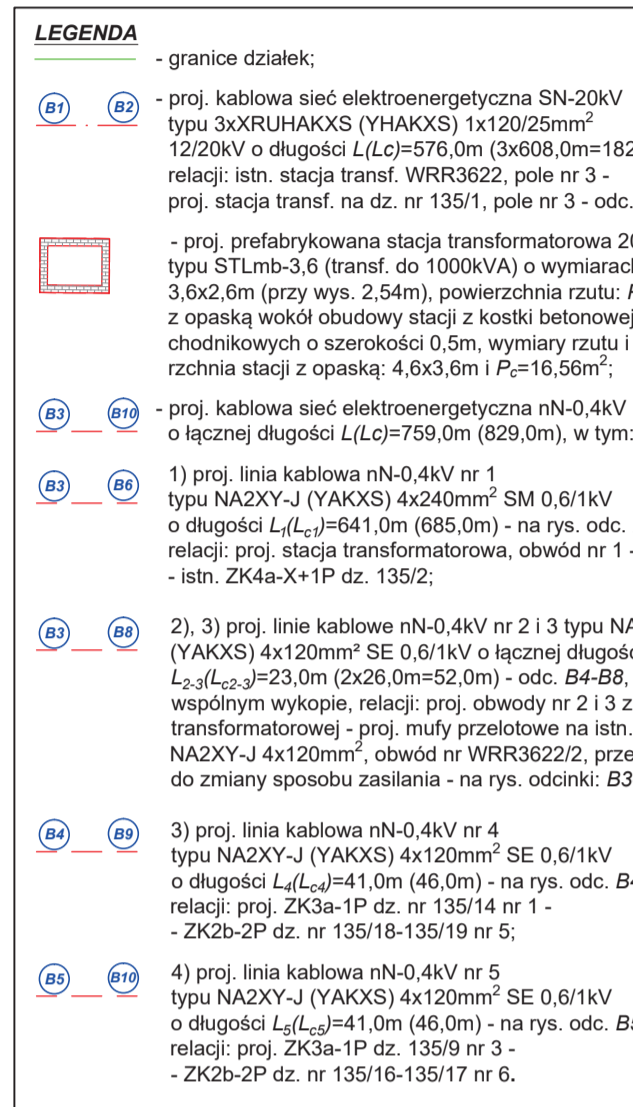 LEGENDA
- granice działek;
B1 B2 - proj. kablowa sieć elektroenergetyczna SN-20kV
typu 3xXRUHAKXS (YHAKXS) 1x120/25mm²
12/20kV o długości L(Lc)=576,0m (3x608,0m=182
relacji: istn. stacja transf. WRR3622, pole nr 3 -
proj. stacja transf. na dz. nr 135/1, pole nr 3 - odc.
- proj. prefabrykowana stacja transformatorowa 20
typu STLmb-3,6 (transf. do 1000kVA) o wymiarach
3,6x2,6m (przy wys. 2,54m), powierzchnia rzutu:
z opaską wokół obudowy stacji z kostki betonowej
chodnikowych o szerokości 0,5m, wymiary rzutu i
rzchnia stacji z opaską: 4,6x3,6m i Pc=16,56m²;
B3 B10 - proj. kablowa sieć elektroenergetyczna nN-0,4kV
o łącznej długości L(Lc)=759,0m (829,0m), w tym:
B3 B6 1) proj. linia kablowa nN-0,4kV nr 1
typu NA2XY-J (YAKXS) 4x240mm² SM 0,6/1kV
o długości L1(Lc1)=641,0m (685,0m) - na rys. odc.
relacji: proj. stacja transformatorowa, obwód nr 1 -
- istn. ZK4a-X+1P dz. 135/2;
B3 B8 2), 3) proj. linie kablowe nN-0,4kV nr 2 i 3 typu NA
(YAKXS) 4x120mm² SE 0,6/1kV o łącznej długośc
L2-3(Lc2-3)=23,0m (2x26,0m=52,0m) - odc. B4-B8,
wspólnym wykopie, relacji: proj. obwody nr 2 i 3 z
transformatorowej - proj. mufy przelotowe na istn.
NA2XY-J 4x120mm², obwód nr WRR3622/2, prze
do zmiany sposobu zasilania - na rys. odcinki: B3
B4 B9 3) proj. linia kablowa nN-0,4kV nr 4
typu NA2XY-J (YAKXS) 4x120mm² SE 0,6/1kV
o długości L4(Lc4)=41,0m (46,0m) - na rys. odc. B4
relacji: proj. ZK3a-1P dz. nr 135/14 nr 1 -
- ZK2b-2P dz. nr 135/18-135/19 nr 5;
B5 B10 4) proj. linia kablowa nN-0,4kV nr 5
typu NA2XY-J (YAKXS) 4x120mm² SE 0,6/1kV
o długości L5(Lc5)=41,0m (46,0m) - na rys. odc. B5
relacji: proj. ZK3a-1P dz. 135/9 nr 3 -
- ZK2b-2P dz. nr 135/16-135/17 nr 6.